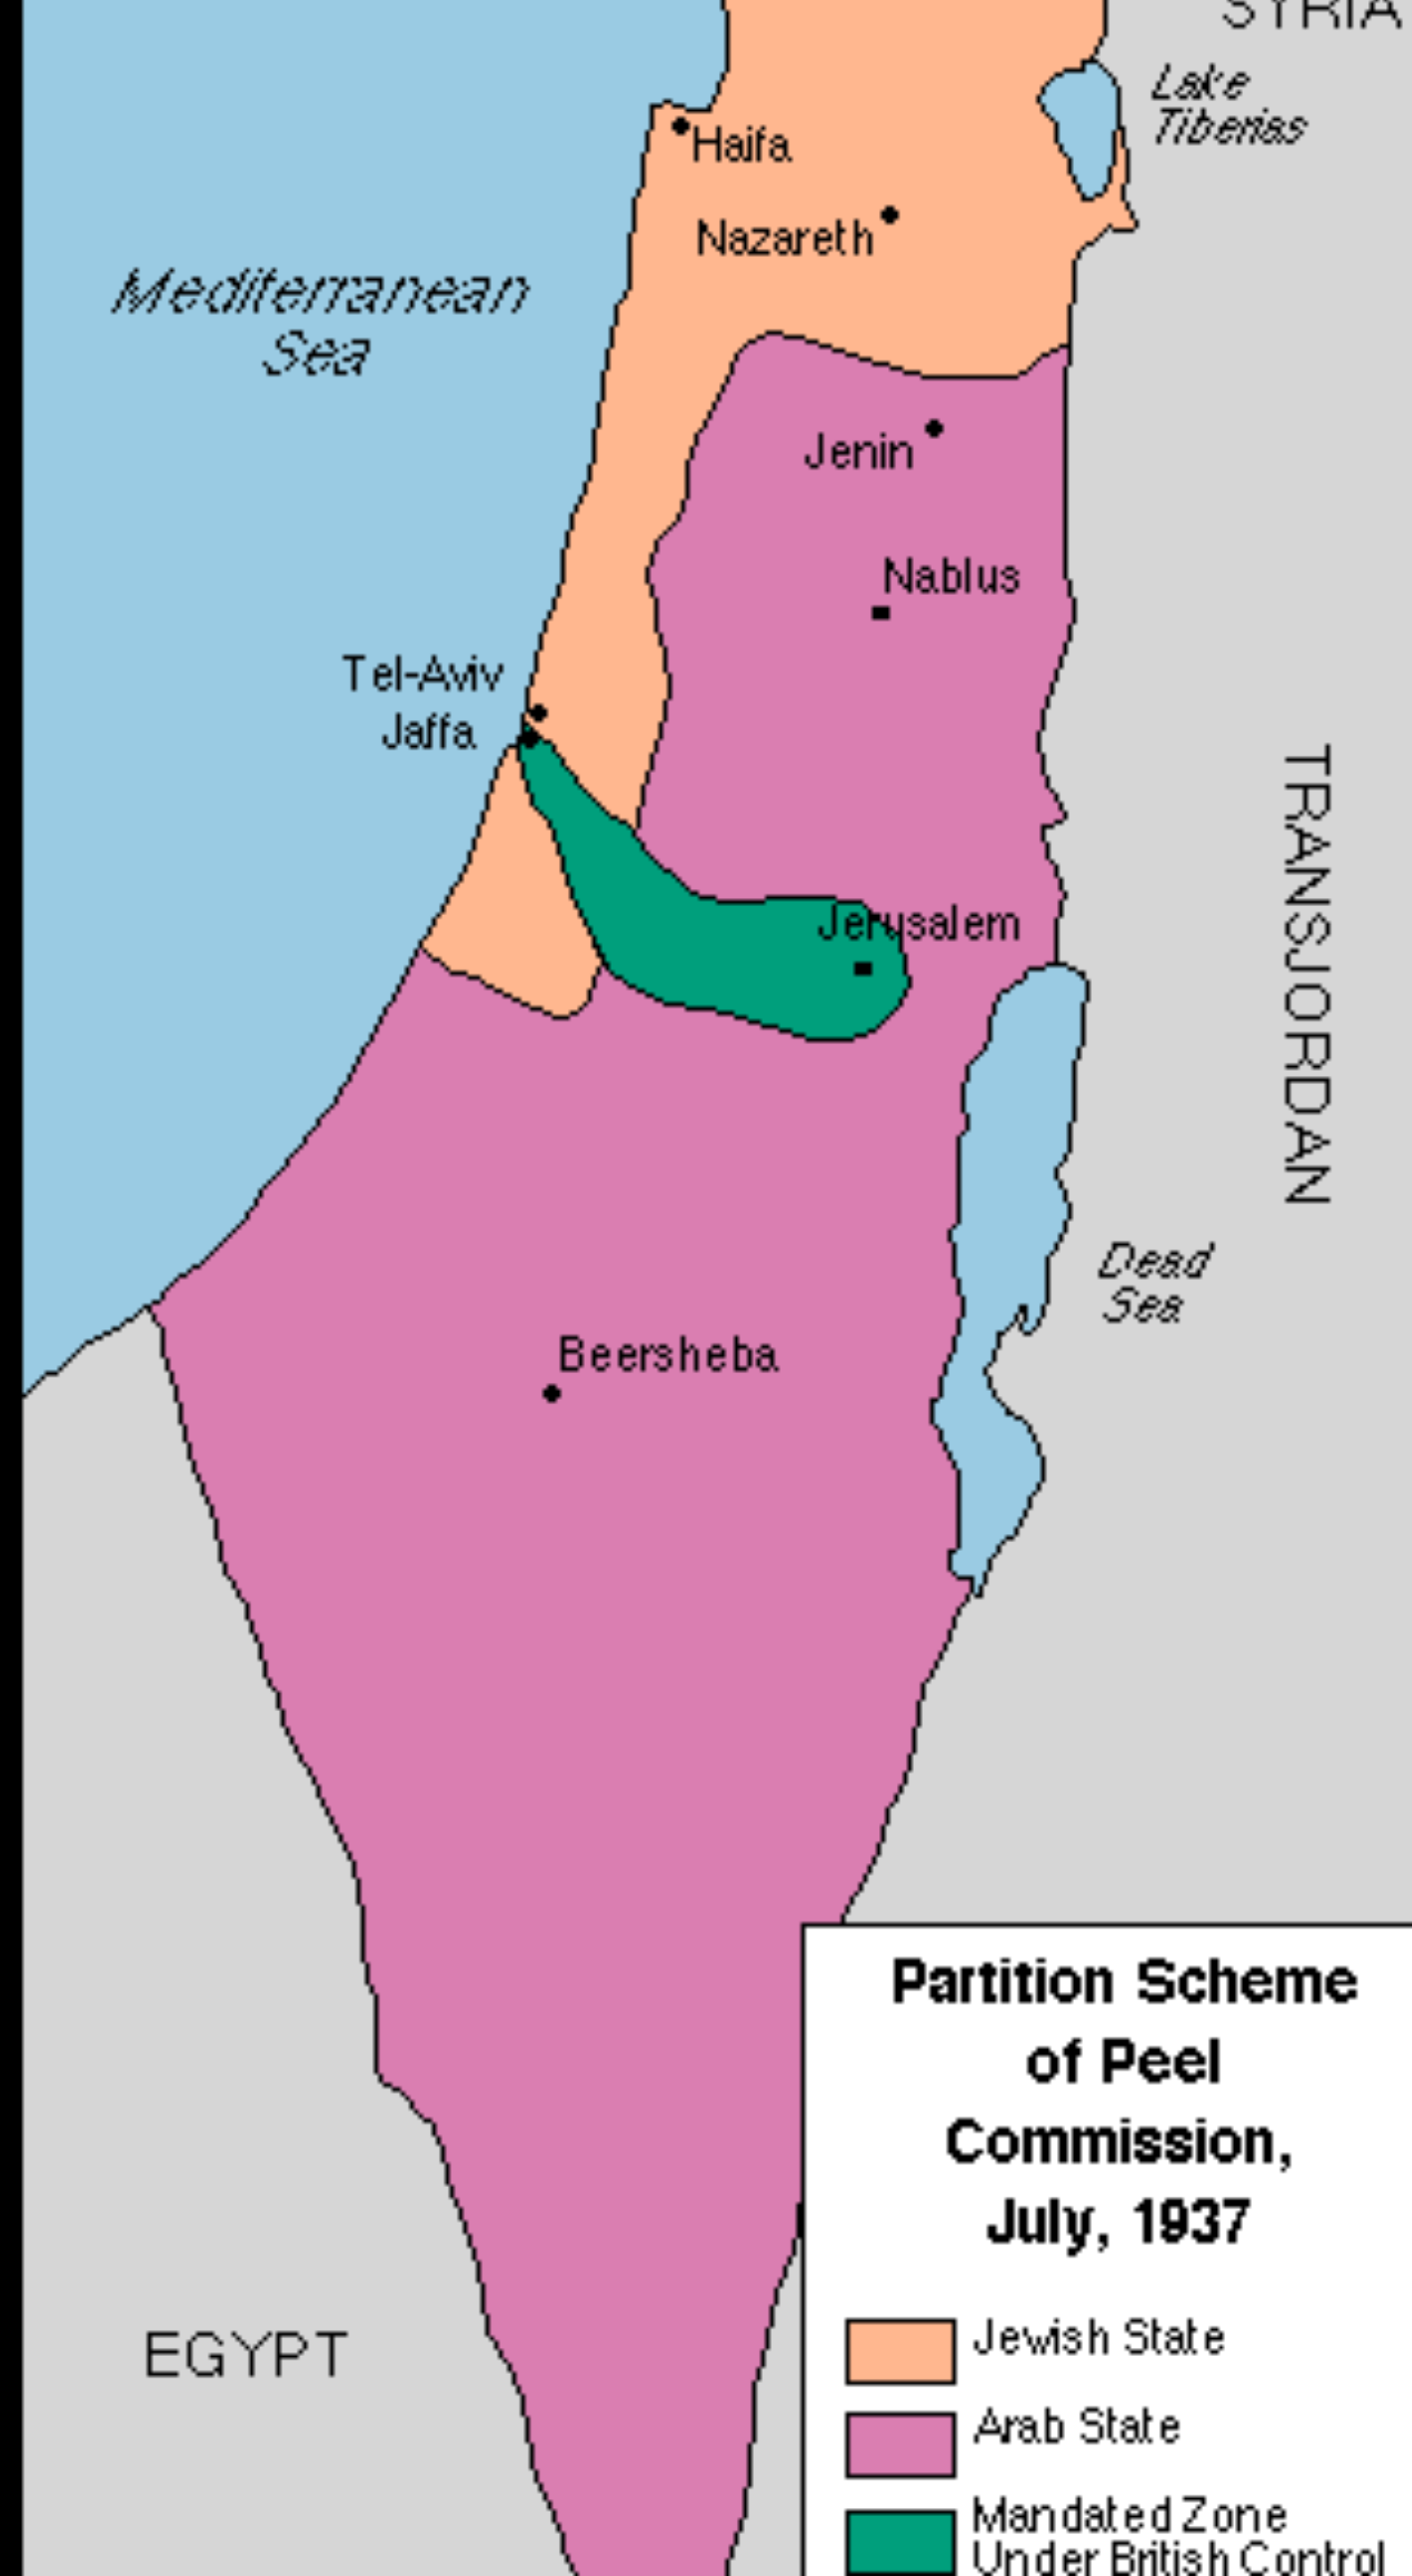 SYRIA
Lake
Tiberias
Haifa
Nazareth
Mediterranean
Sea
Jenin
Nablus
Tel-Aviv
Jaffa
TRANSJORDAN
Jerusalem
Dead
Sea
Beersheba
Partition Scheme
of Peel
Commission,
July, 1937
EGYPT
Jewish State
Arab State
Mandated Zone
Under British Control